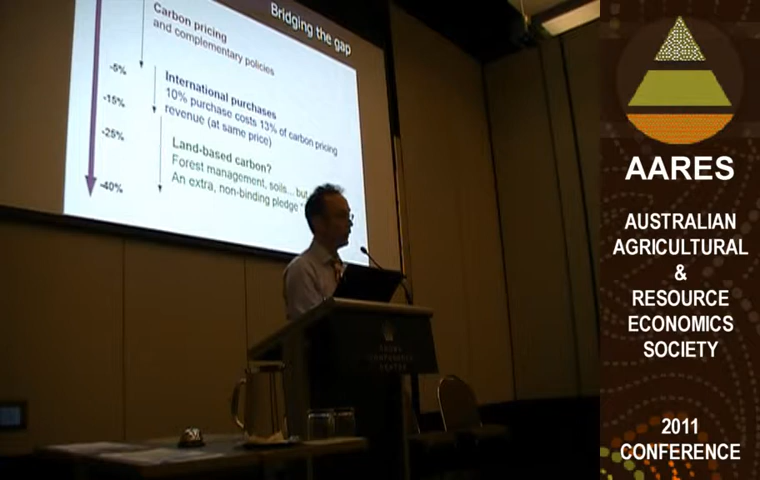 Bridging the gap
Carbon pricing
and complementary policies
-5%
International purchases
10% purchase costs 13% of carbon pricing
revenue (at same price)
-15%
-25%
Land-based carbon?
Forest management, soils... but
An extra, non-binding pledge
-40%
CONFERENCE
AARES
AUSTRALIAN
AGRICULTURAL
&
RESOURCE
ECONOMICS
SOCIETY
2011
CONFERENCE